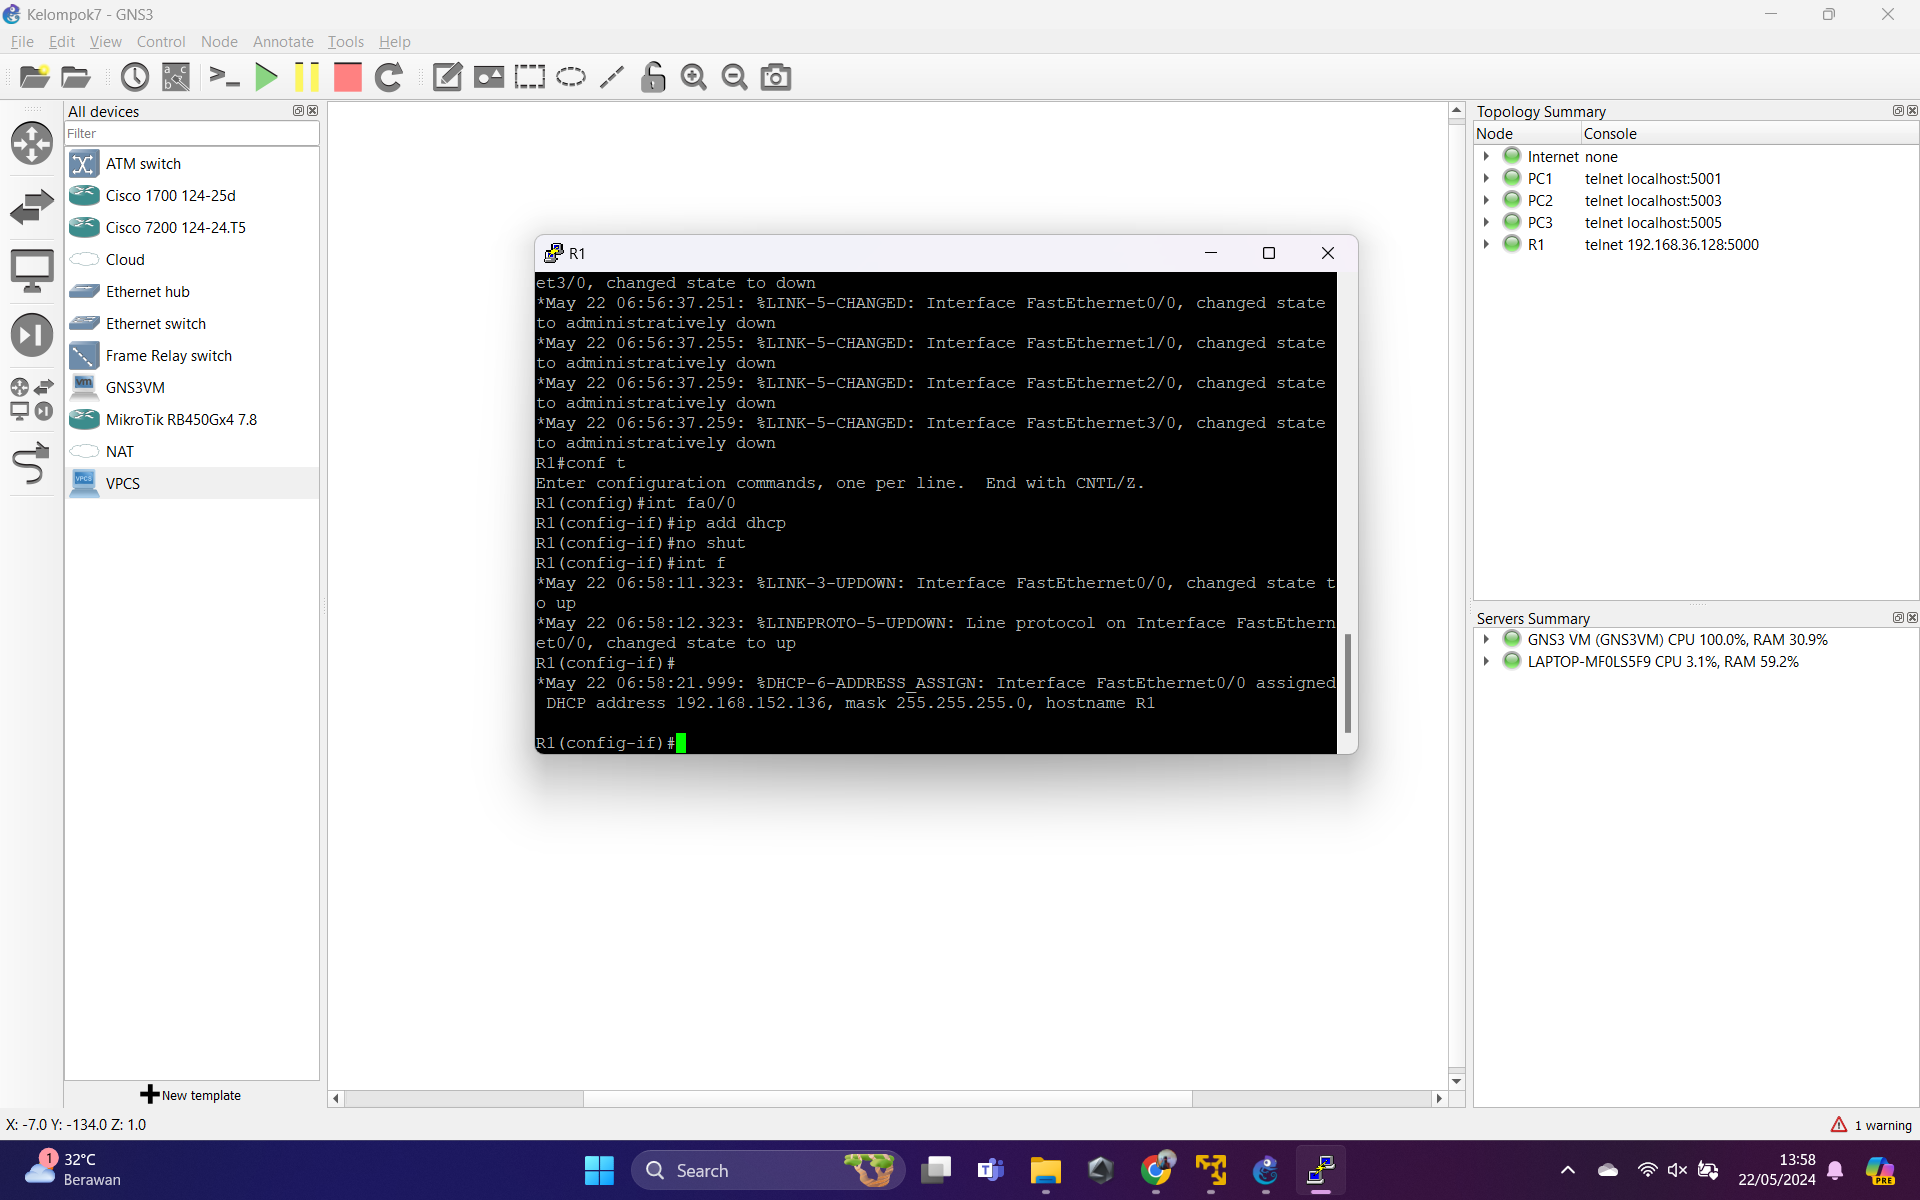 Kelompok7 - GNS3
File Edit View Control Node Annotate Tools Help
All devices
Filter
ATM switch
Cisco 1700 124-25d
Cisco 7200 124-24.T5
Cloud
Ethernet hub
Ethernet switch
Frame Relay switch
GNS3VM
MikroTik RB450Gx4 7.8
NAT
VPCS
New template
X: -7.0 Y: -134.0 Z: 1.0
R1
et3/0, changed state to down
*May 22 06:56:37.251: %LINK-5-CHANGED: Interface FastEthernet0/0, changed state
to administratively down
*May 22 06:56:37.255: %LINK-5-CHANGED: Interface FastEthernet1/0, changed state
to administratively down
*May 22 06:56:37.259: %LINK-5-CHANGED: Interface FastEthernet2/0, changed state
to administratively down
*May 22 06:56:37.259: %LINK-5-CHANGED: Interface FastEthernet3/0, changed state
to administratively down
R1#conf t
Enter configuration commands, one per line.  End with CNTL/Z.
R1(config)#int fa0/0
R1(config-if)#ip add dhcp
R1(config-if)#no shut
R1(config-if)#int f
*May 22 06:58:11.323: %LINK-3-UPDOWN: Interface FastEthernet0/0, changed state t
o up
*May 22 06:58:12.323: %LINEPROTO-5-UPDOWN: Line protocol on Interface FastEthern
et0/0, changed state to up
R1(config-if)#
*May 22 06:58:21.999: %DHCP-6-ADDRESS_ASSIGN: Interface FastEthernet0/0 assigned
DHCP address 192.168.152.136, mask 255.255.255.0, hostname R1
R1(config-if)#
Topology Summary
Node Console
Internet none
PC1 telnet localhost:5001
PC2 telnet localhost:5003
PC3 telnet localhost:5005
R1 telnet 192.168.36.128:5000
Servers Summary
GNS3 VM (GNS3VM) CPU 100.0%, RAM 30.9%
LAPTOP-MF0LS5F9 CPU 3.1%, RAM 59.2%
1 warning
1
32°C
Berawan
Search
13:58
22/05/2024
PRE